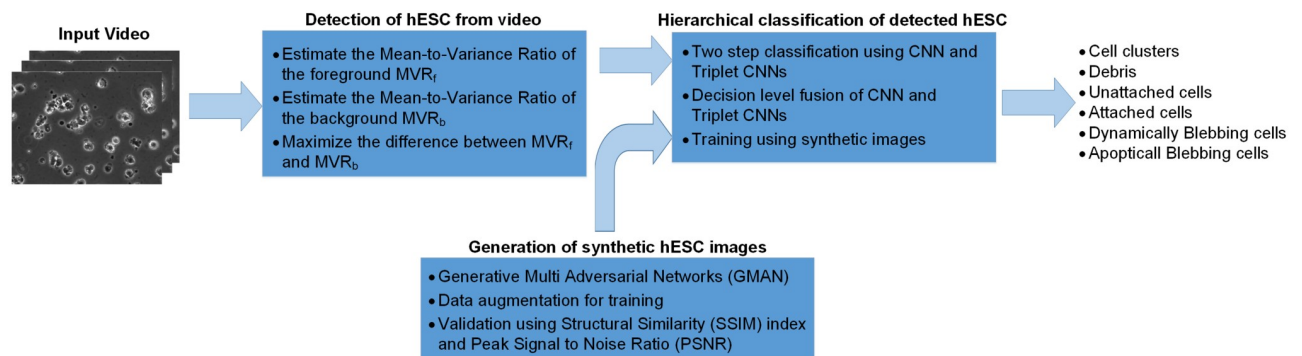 Input Video
Detection of hESC from video
• Estimate the Mean-to-Variance Ratio of
the foreground MVRf
• Estimate the Mean-to-Variance Ratio of
the background MVRb
• Maximize the difference between MVRf
and MVRb
Hierarchical classification of detected hESC
• Two step classification using CNN and
Triplet CNNs
• Decision level fusion of CNN and
Triplet CNNs
• Training using synthetic images
• Cell clusters
• Debris
• Unattached cells
• Attached cells
• Dynamically Blebbing cells
• Apopticall Blebbing cells
Generation of synthetic hESC images
• Generative Multi Adversarial Networks (GMAN)
• Data augmentation for training
• Validation using Structural Similarity (SSIM) index
and Peak Signal to Noise Ratio (PSNR)